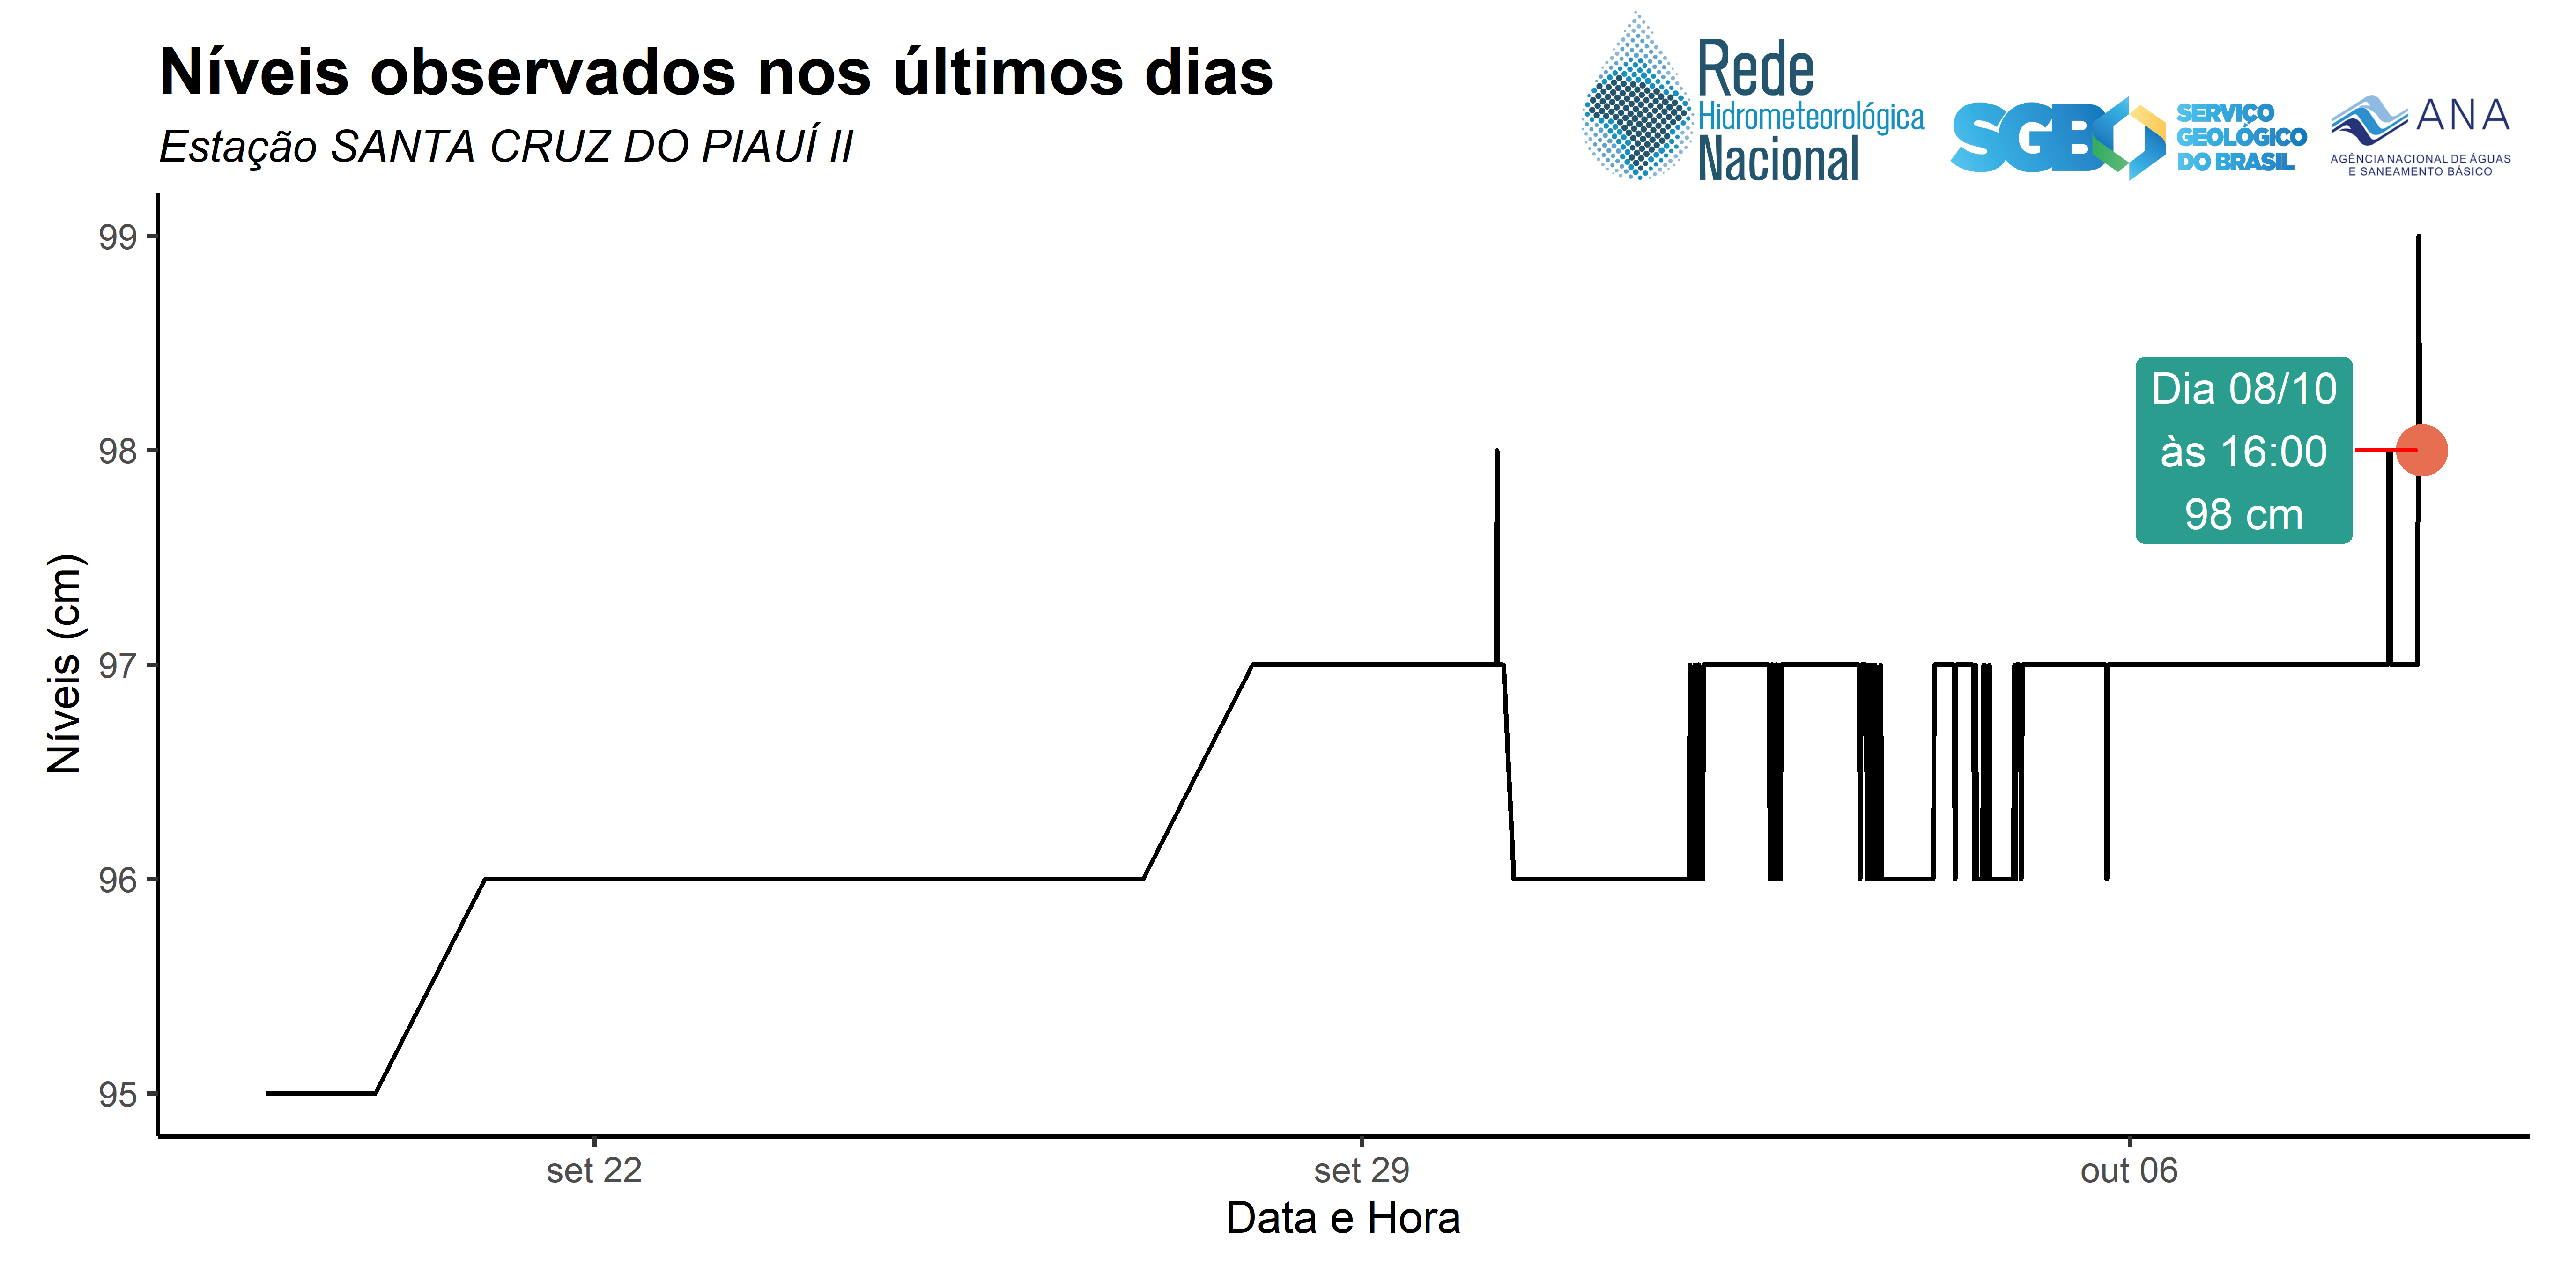 Níveis observados nos últimos dias
Estação SANTA CRUZ DO PIAUÍ II
Rede
Hidrometeorológica
Nacional
SGB
SERVIÇO
GEOLÓGICO
DO BRASIL
ANA
AGÊNCIA NACIONAL DE ÁGUAS
E SANEAMENTO BÁSICO
99
98
97
96
95
Níveis (cm)
Dia 08/10
às 16:00
98 cm
set 22
set 29
out 06
Data e Hora